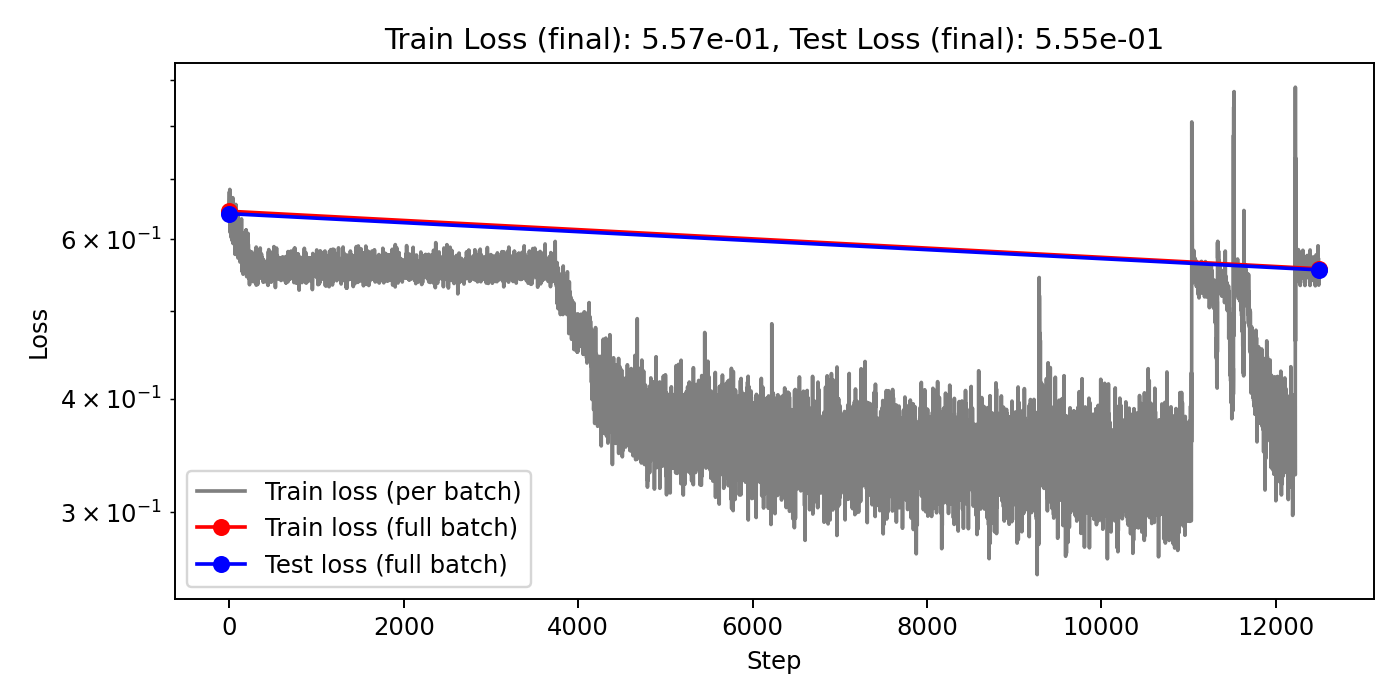 Train Loss (final): 5.57e-01, Test Loss (final): 5.55e-01
6 × 10⁻¹
4 × 10⁻¹
3 × 10⁻¹
Loss
Train loss (per batch)
Train loss (full batch)
Test loss (full batch)
0 2000 4000 6000 8000 10000 12000
Step